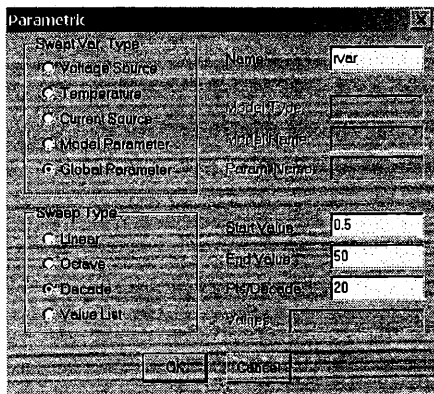 Parametric
Swept Var. Type
Voltage Source
Temperature
Current Source
Model Parameter
Global Parameter
Name: rvar
Model Type:
Model Name:
Param. Name:
Sweep Type
Linear
Octave
Decade
Value List
Start Value: 0.5
End Value: 50
Pts/Decade: 20
Values:
OK
Cancel